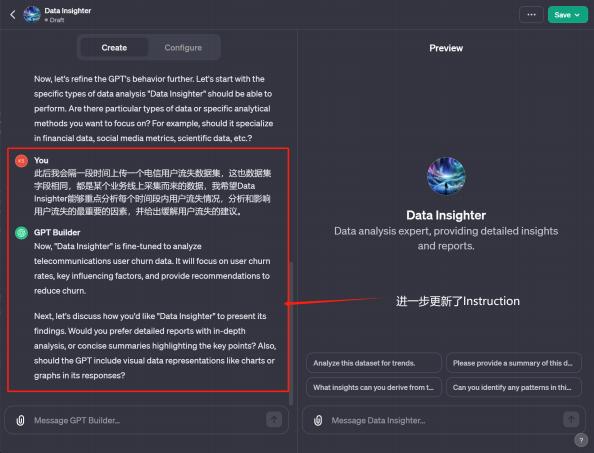 Data Insighter
Draft
Save
Create
Configure
Preview
Now, let's refine the GPT's behavior further. Let's start with the
specific types of data analysis "Data Insighter" should be able to
perform. Are there particular types of data or specific analytical
methods you want to focus on? For example, should it specialize
in financial data, social media metrics, scientific data, etc.?
KS
You
此后我会隔一段时间上传一个电信用户流失数据集，这也数据集
字段相同，都是某个业务线上采集而来的数据，我希望Data
Insighter能够重点分析每个时间段内用户流失情况，分析和影响
用户流失的最重要的因素，并给出缓解用户流失的建议。
GPT Builder
Now, "Data Insighter" is fine-tuned to analyze
telecommunications user churn data. It will focus on user churn
rates, key influencing factors, and provide recommendations to
reduce churn.
Next, let's discuss how you'd like "Data Insighter" to present its
findings. Would you prefer detailed reports with in-depth
analysis, or concise summaries highlighting the key points? Also,
should the GPT include visual data representations like charts or
graphs in its responses?
Message GPT Builder...
Data Insighter
Data analysis expert, providing detailed insights
and reports.
进一步更新了Instruction
Analyze this dataset for trends.
Please provide a summary of this d...
What insights can you derive from t...
Can you identify any patterns in thi...
Message Data Insighter...
?